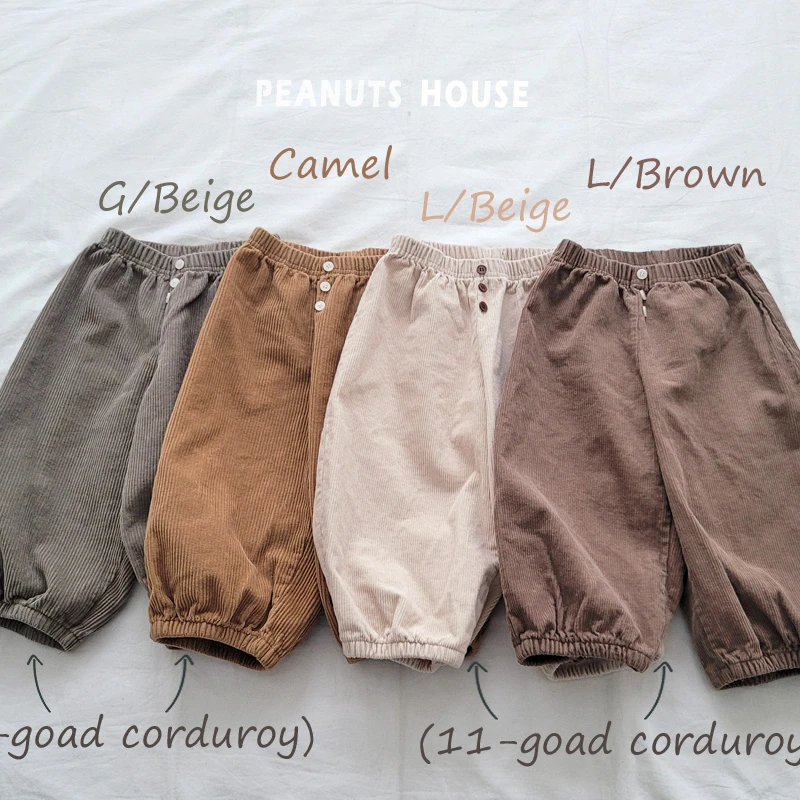 PEANUTS HOUSE
Camel
L/Brown
G/Beige
L/Beige
-goad corduroy)
(11-goad corduroy